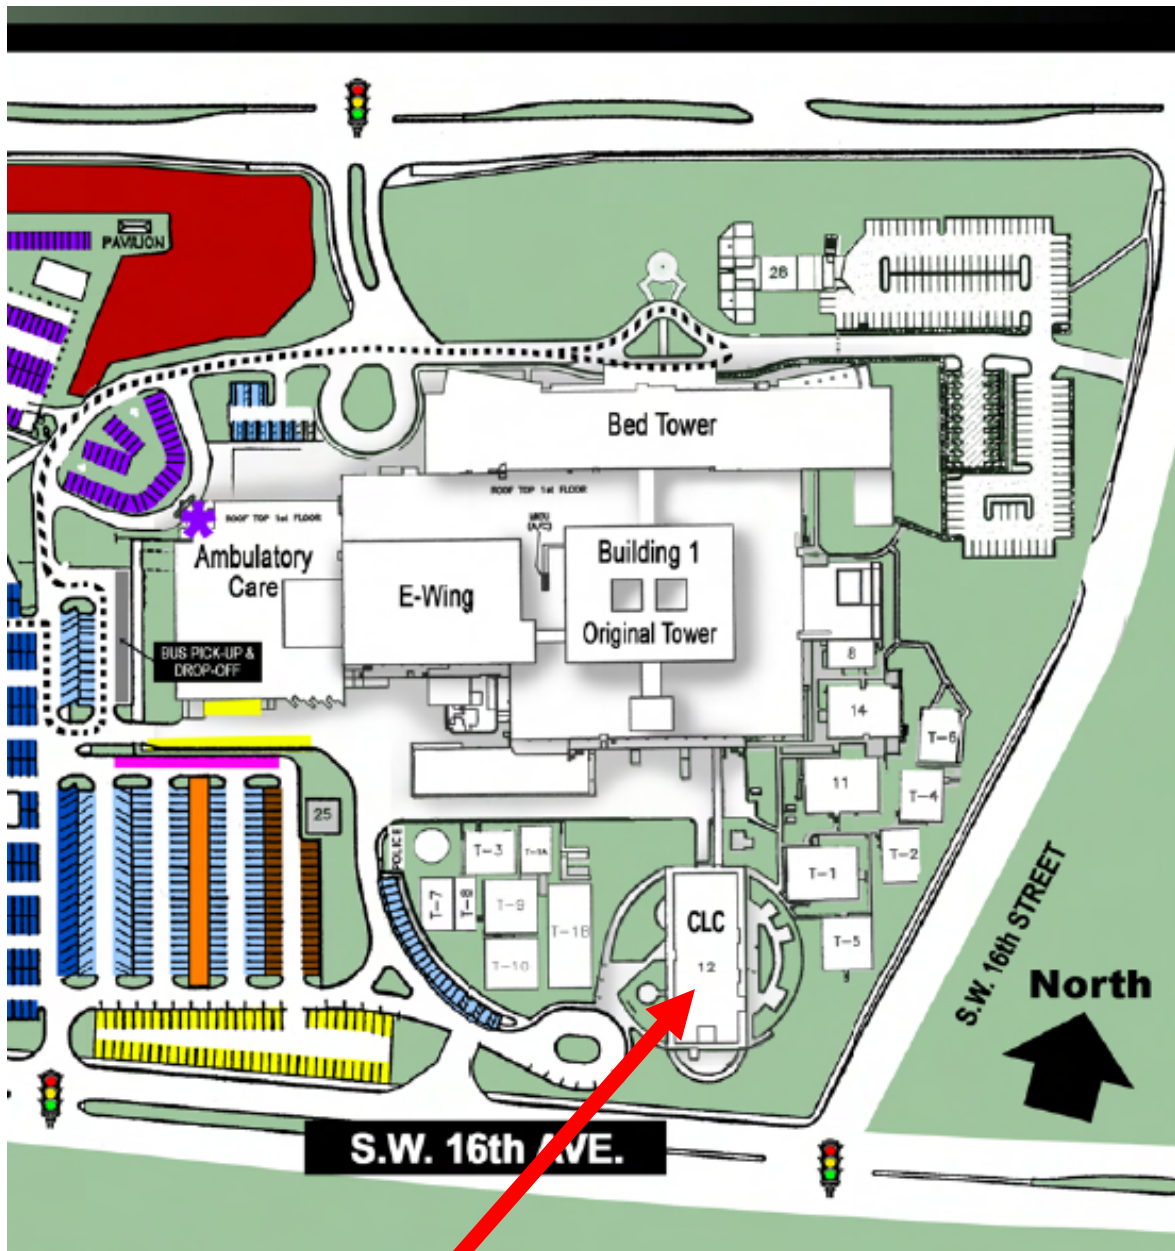 PAVILION
28
Bed Tower
ROOF TOP 1st FLOOR
ROOF TOP 1st FLOOR
(A/C)
Ambulatory
Care
E-Wing
Building 1
Original Tower
BUS PICK-UP &
DROP-OFF
8
14
T-6
11
T-4
25
POLICE
T-3
T-1A
T-2
T-1
T-7
T-8
T-9
T-1B
T-5
T-10
CLC
12
S.W. 16th STREET
North
S.W. 16th AVE.